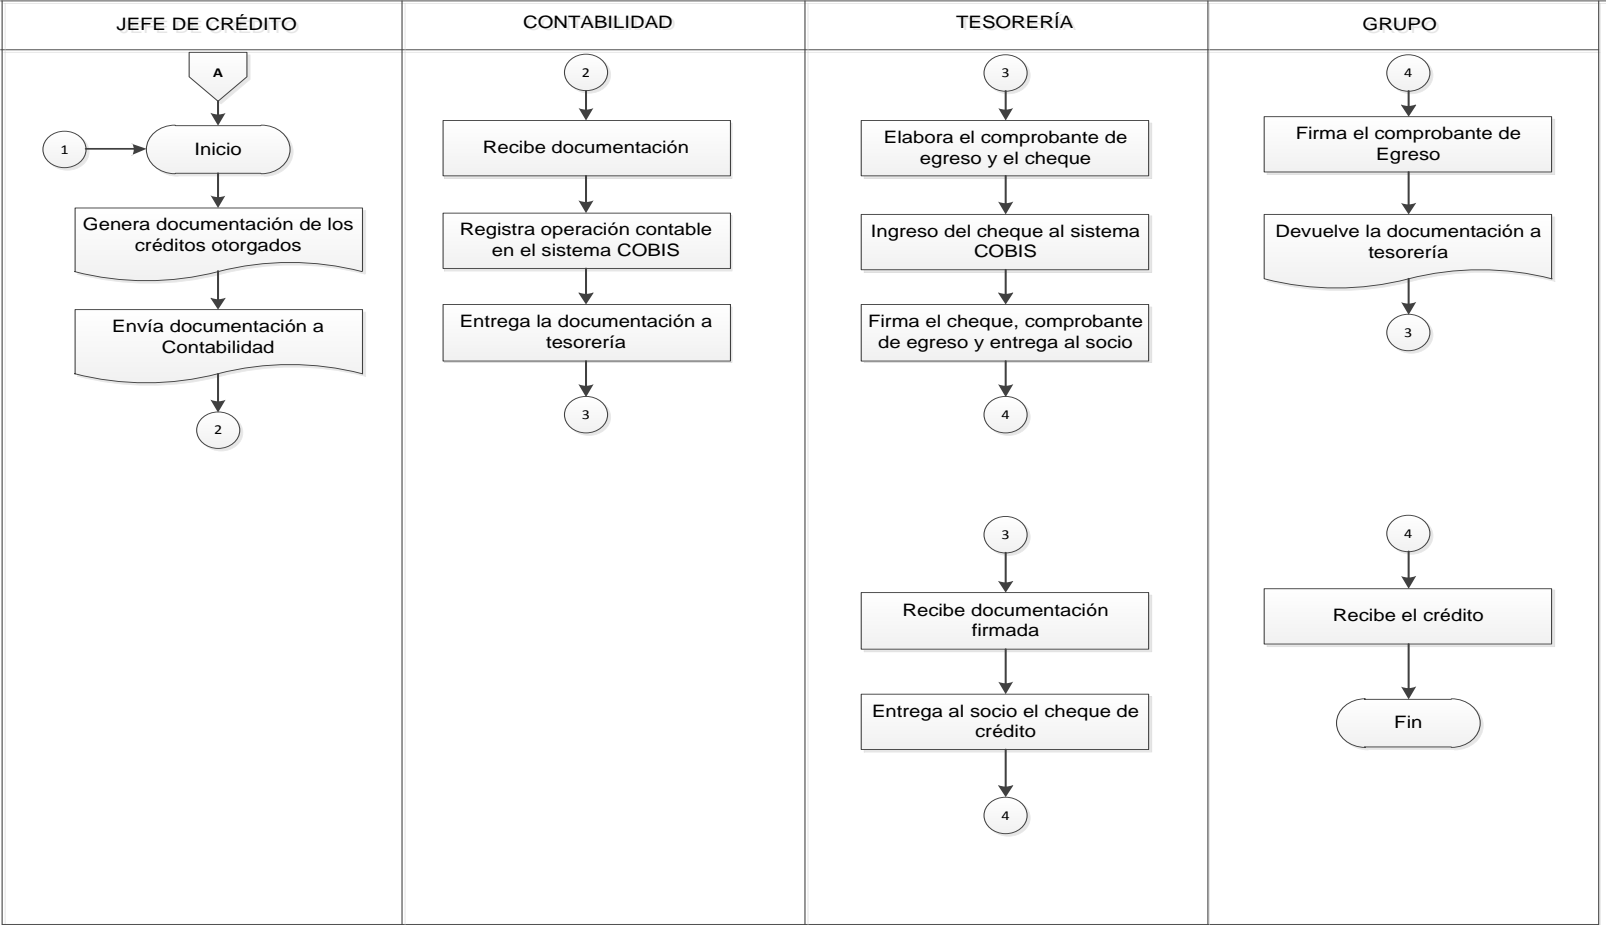 JEFE DE CRÉDITO
CONTABILIDAD
TESORERÍA
GRUPO
A
1
Inicio
Genera documentación de los
créditos otorgados
Envía documentación a
Contabilidad
2
2
Recibe documentación
Registra operación contable
en el sistema COBIS
Entrega la documentación a
tesorería
3
3
Elabora el comprobante de
egreso y el cheque
Ingreso del cheque al sistema
COBIS
Firma el cheque, comprobante
de egreso y entrega al socio
4
3
Recibe documentación
firmada
Entrega al socio el cheque de
crédito
4
4
Firma el comprobante de
Egreso
Devuelve la documentación a
tesorería
3
4
Recibe el crédito
Fin